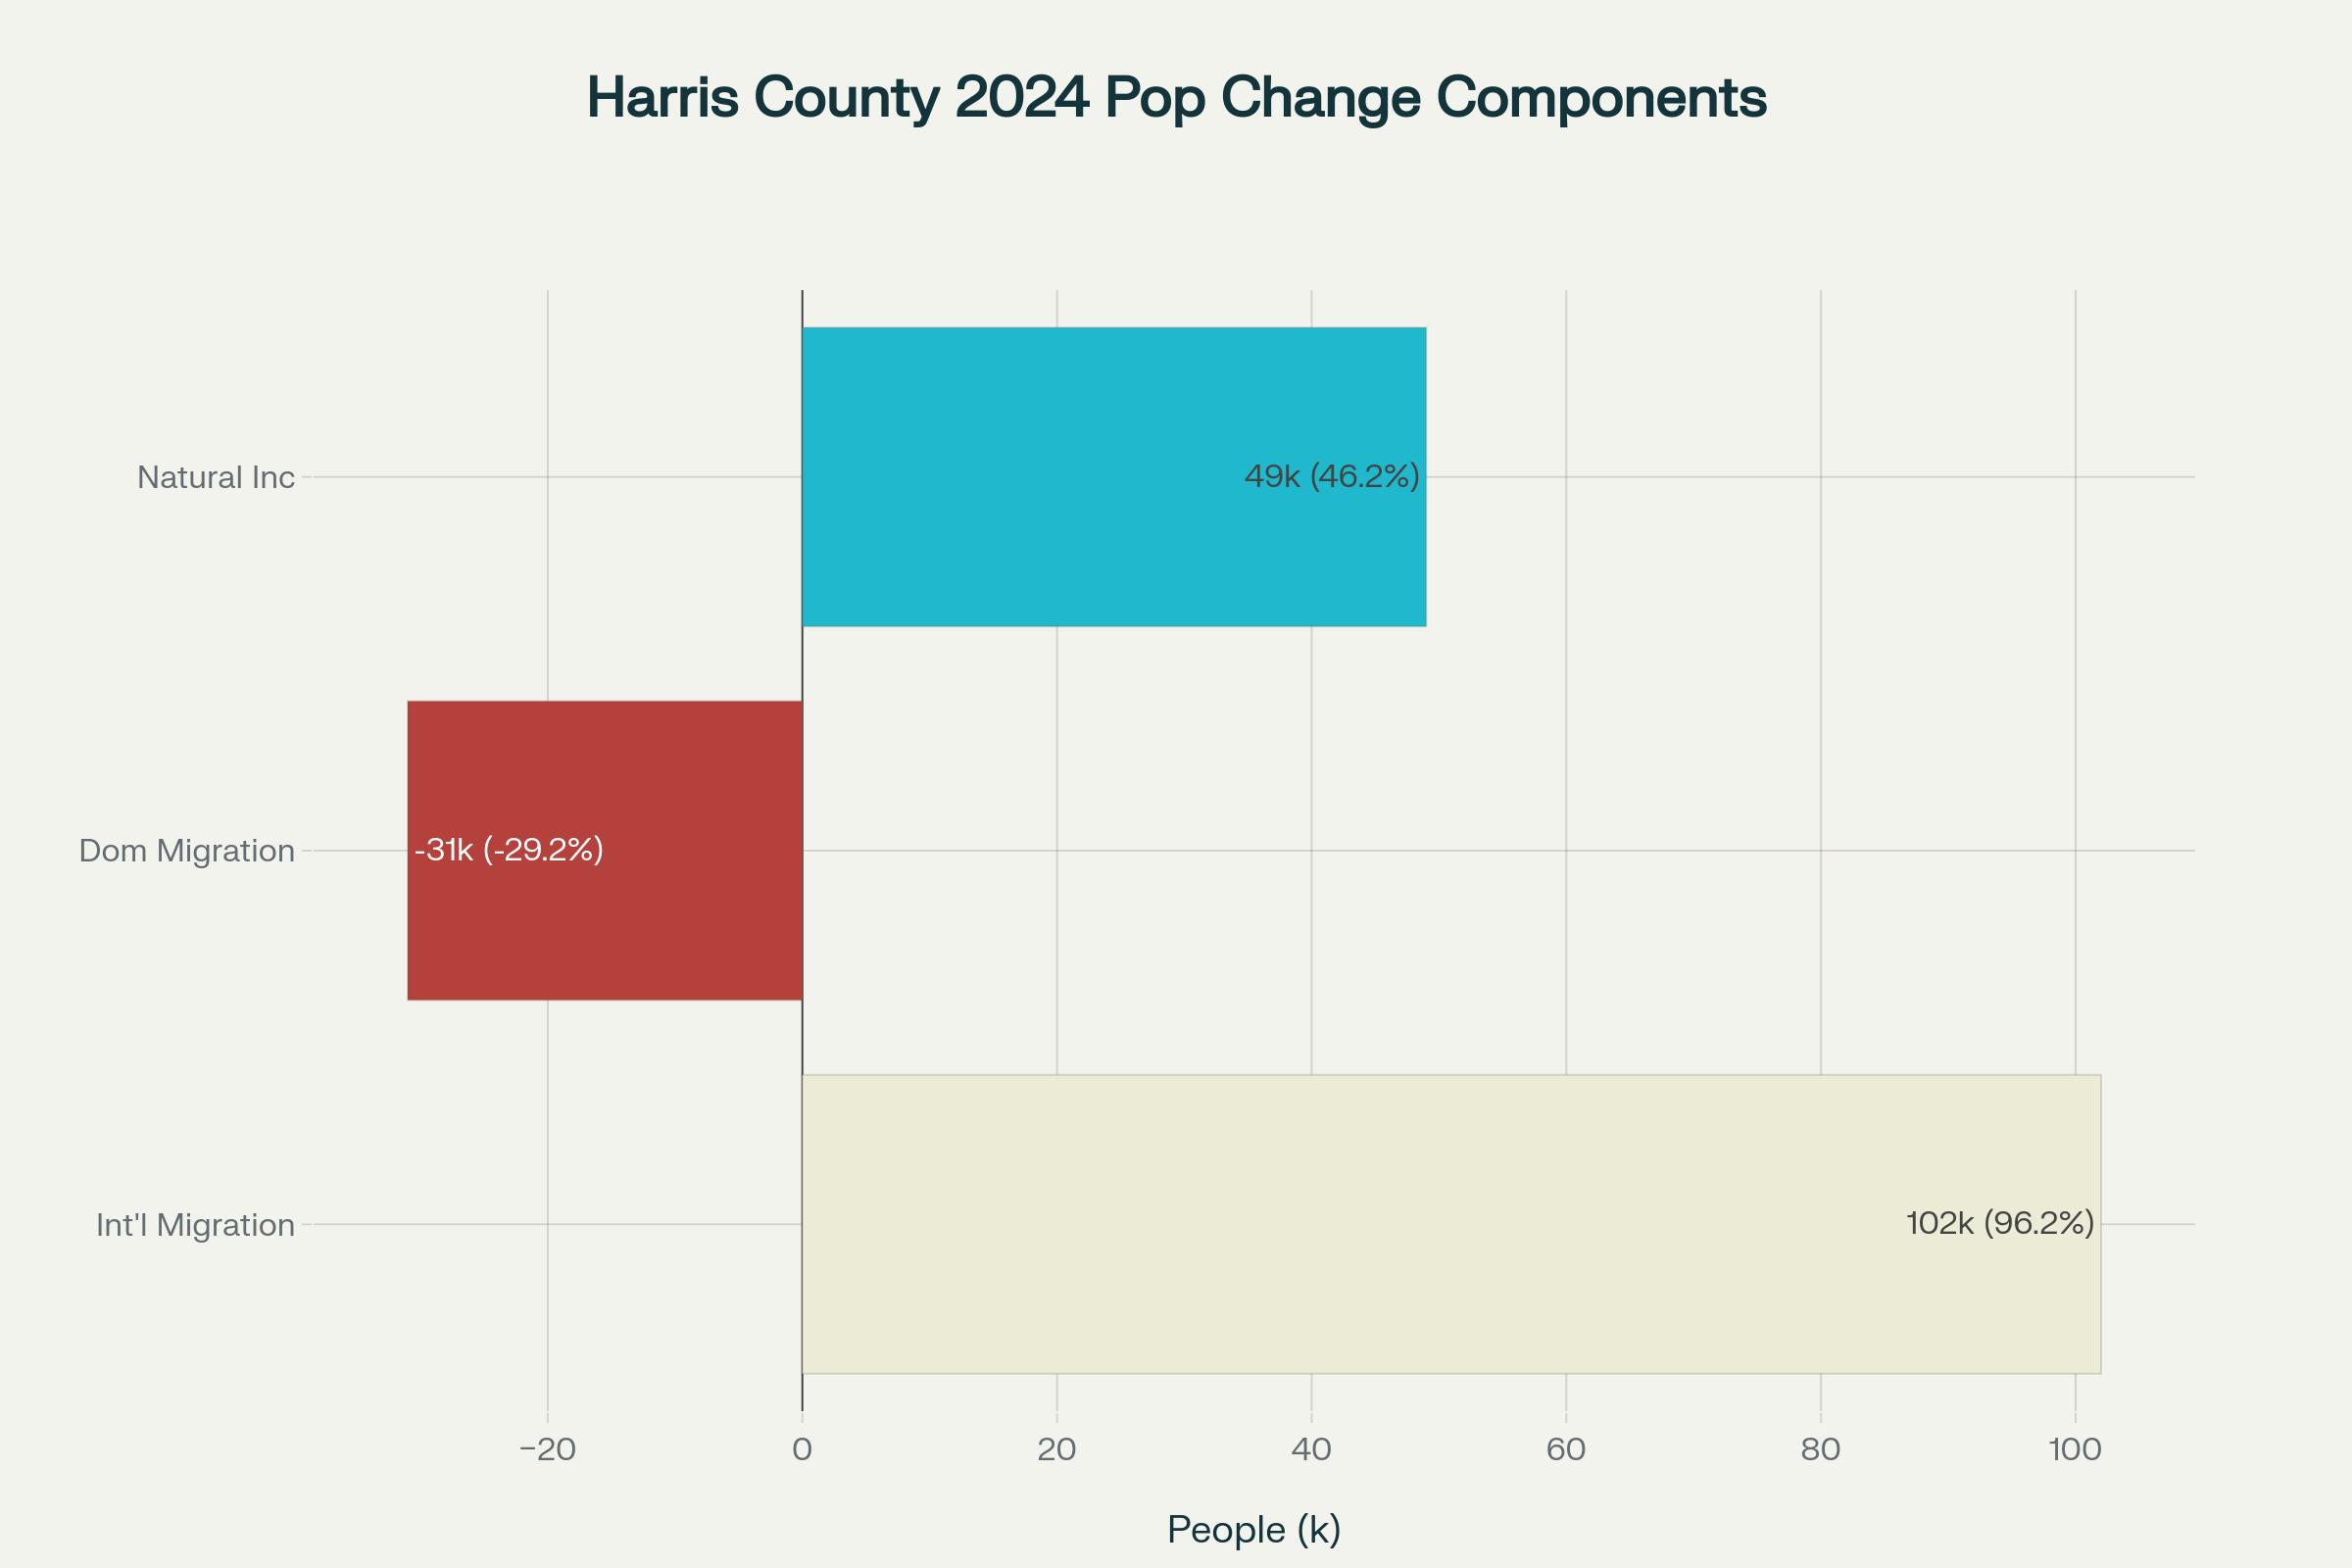 Harris County 2024 Pop Change Components
Natural Inc
49k (46.2%)
Dom Migration
-31k (-29.2%)
Int'l Migration
102k (96.2%)
−20 0 20 40 60 80 100
People (k)